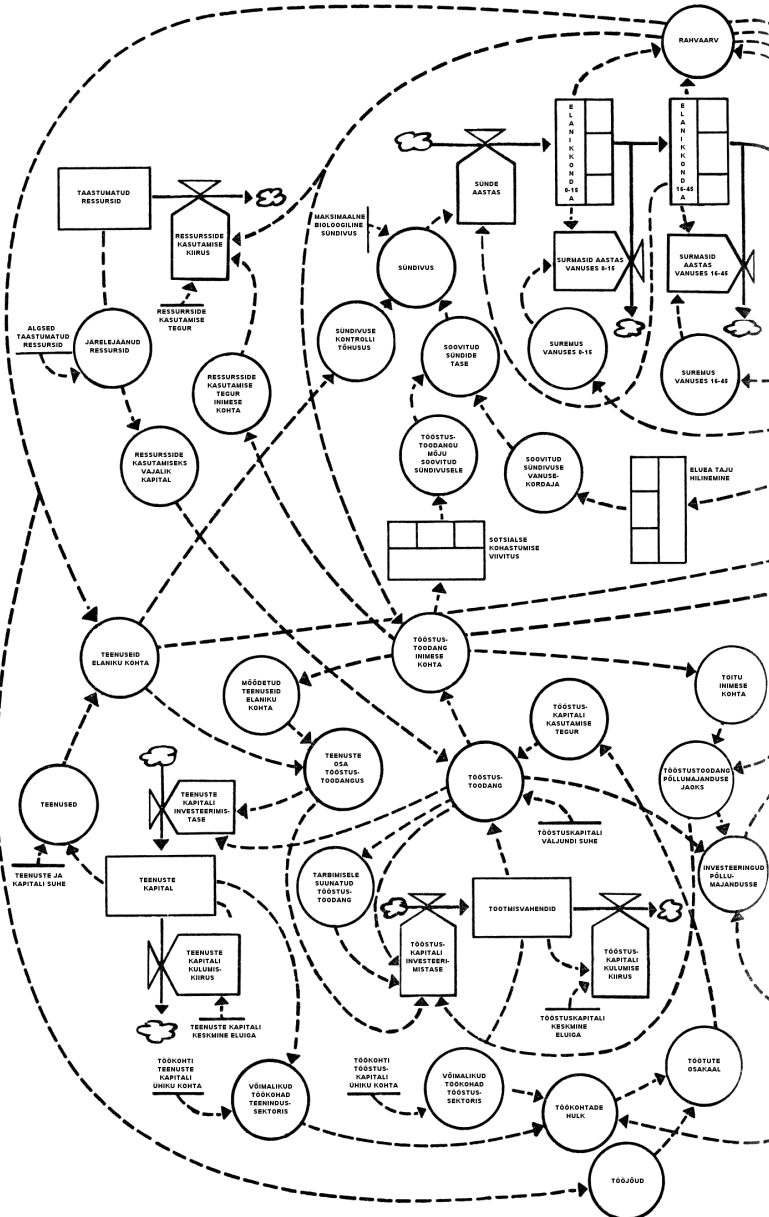 RAHVAARV
ELANIKKOND 0-15 A
ELANIKKOND 16-45 A
TAASTUMATUD
RESSURSID
RESSURSSIDE
KASUTAMISE
KIIRUS
SÜNDE
AASTAS
MAKSIMAALNE
BIOLOOGILINE
SÜNDIVUS
SÜNDIVUS
SURMASID AASTAS
VANUSES 0-15
SURMASID
AASTAS
VANUSES 16-45
RESSURRSIDE
KASUTAMISE
TEGUR
ALGSED
TAASTUMATUD
RESSURSID
JÄRELEJÄÄNUD
RESSURSID
SÜNDIVUSE
KONTROLLI
TÕHUSUS
SOOVITUD
SÜNDIDE
TASE
SUREMUS
VANUSES 0-15
SUREMUS
VANUSES 16-45
RESSURSSIDE
KASUTAMISE
TEGUR
INIMESE
KOHTA
RESSURSSIDE
KASUTAMISEKS
VAJALIK
KAPITAL
TÖÖSTUS-
TOODANGU
MÕJU
SOOVITUD
SÜNDIVUSELE
SOOVITUD
SÜNDIVUSE
VANUSE-
KORDAJA
ELUEA TAJU
HILINEMINE
SOTSIALSE
KOHASTUMISE
VIIVITUS
TEENUSEID
ELANIKU KOHTA
TÖÖSTUS-
TOODANG
INIMESE
KOHTA
MÕÕDETUD
TEENUSEID
ELANIKU
KOHTA
TOITU
INIMESE
KOHTA
TÖÖSTUS-
KAPITALI
KASUTAMISE
TEGUR
TEENUSTE
OSA
TÖÖSTUS-
TOODANGUS
TÖÖSTUS-
TOODANG
TÖÖSTUSTOODANG
PÕLLUMAJANDUSE
JAOKS
TEENUSED
TEENUSTE
KAPITALI
INVESTEERIMIS-
TASE
TÖÖSTUSKAPITALI
VÄLJUNDI SUHE
TEENUSTE JA
KAPITALI SUHE
TEENUSTE
KAPITAL
TARBIMISELE
SUUNATUD
TÖÖSTUS-
TOODANG
TOOTMISVAHENDID
INVESTEERINGUD
PÕLLU-
MAJANDUSSE
TEENUSTE
KAPITALI
KULUMIS-
KIIRUS
TÖÖSTUS-
KAPITALI
INVESTEERI-
MISTASE
TÖÖSTUS-
KAPITALI
KULUMISE
KIIRUS
TEENUSTE KAPITALI
KESKMINE ELUIGA
TÖÖSTUSKAPITALI
KESKMINE
ELUIGA
TÖÖKOHTI
TEENUSTE
KAPITALI
ÜHIKU KOHTA
VÕIMALIKUD
TÖÖKOHAD
TEENINDUS-
SEKTORIS
TÖÖKOHTI
TÖÖSTUS-
KAPITALI
ÜHIKU KOHTA
VÕIMALIKUD
TÖÖKOHAD
TÖÖSTUS-
SEKTORIS
TÖÖKOHTADE
HULK
TÖÖTUTE
OSAKAAL
TÖÖJÕUD